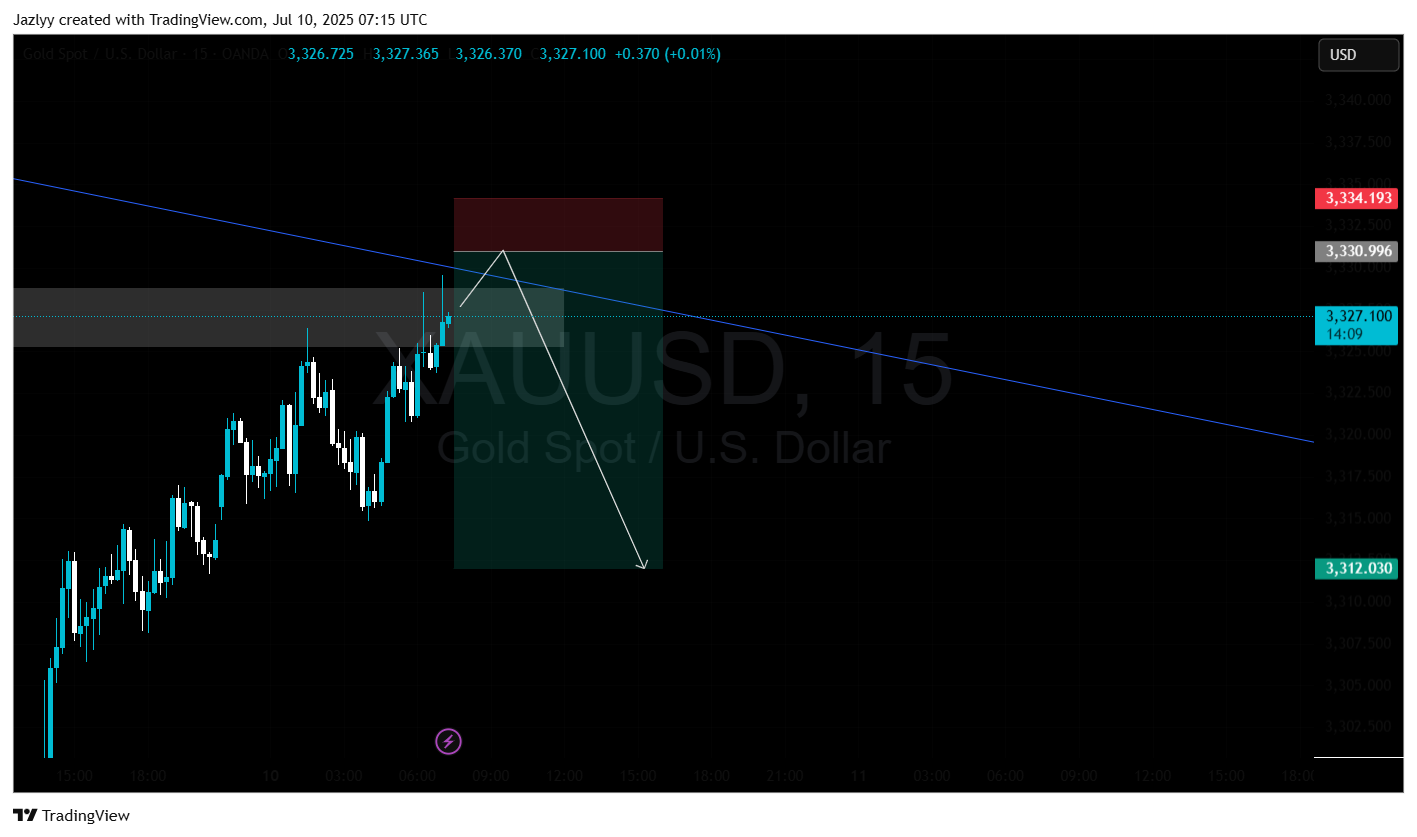 Jazlyy created with TradingView.com, Jul 10, 2025 07:15 UTC
Gold Spot / U.S. Dollar · 15 · OANDA O3,326.725 H3,327.365 L3,326.370 C3,327.100 +0.370 (+0.01%)
USD
3,340.000
3,337.500
3,335.000
3,334.193
3,332.500
3,330.996
3,330.000
3,327.100
14:09
3,325.000
XAUUSD, 15
3,322.500
3,320.000
Gold Spot / U.S. Dollar
3,317.500
3,315.000
3,312.030
3,310.000
3,307.500
3,305.000
3,302.500
15:00 18:00 10 03:00 06:00 09:00 12:00 15:00 18:00 21:00 11 03:00 06:00 09:00 12:00 15:00 18:00
TradingView